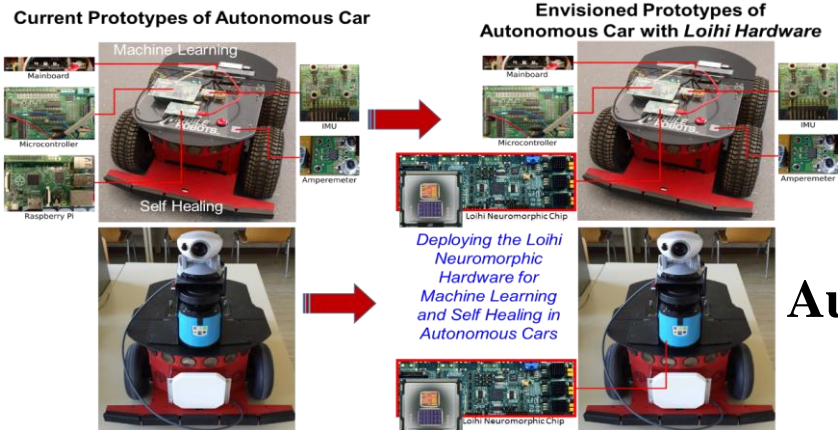 Current Prototypes of Autonomous Car
Envisioned Prototypes of
Autonomous Car with Loihi Hardware
Machine Learning
Mainboard
Microcontroller
Raspberry Pi
IMU
Amperemeter
ROBOTS
Self Healing
Mainboard
Microcontroller
IMU
Amperemeter
ROBOTS
Loihi Neuromorphic Chip
Deploying the Loihi
Neuromorphic
Hardware for
Machine Learning
and Self Healing in
Autonomous Cars
Au
Loihi Neuromorphic Chip